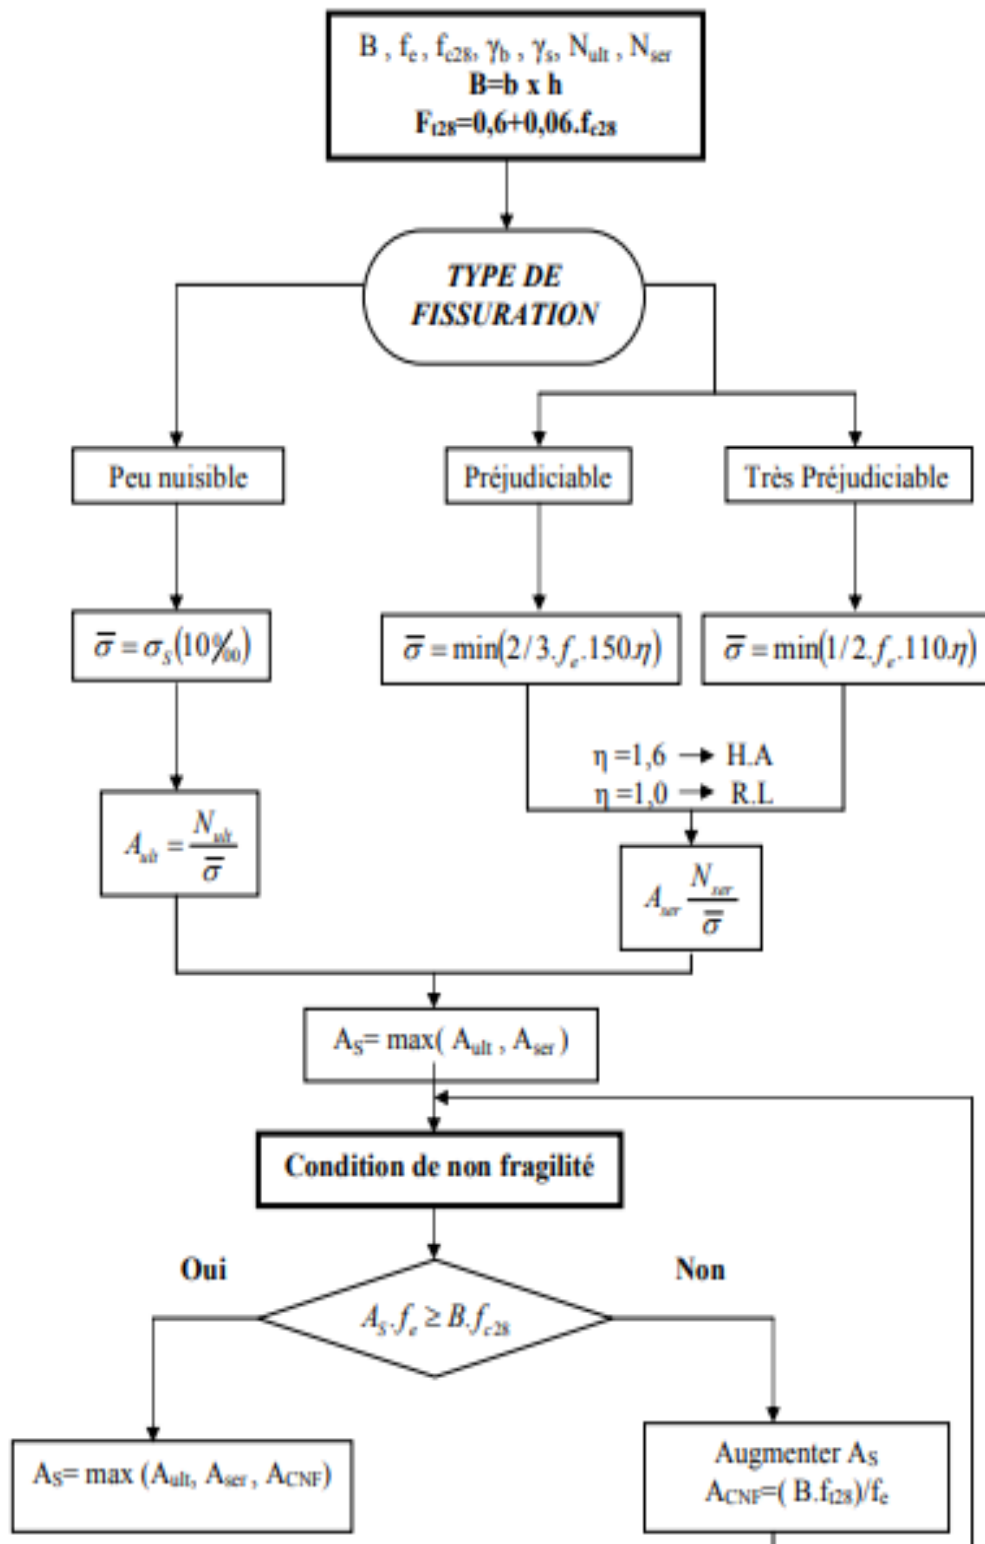 B , fe , fc28, γb , γs, Nult , Nser
B=b x h
Ft28=0,6+0,06.fc28
TYPE DE
FISSURATION
Peu nuisible
Préjudiciable
Très Préjudiciable
σ̅ = σS(10‰)
σ̅ = min(2/3.fe.150.η)
σ̅ = min(1/2.fe.110.η)
η =1,6 → H.A
η =1,0 → R.L
Ault = Nult / σ̅
Aser Nser / σ̅
AS= max( Ault , Aser )
Condition de non fragilité
Oui
Non
AS.fe ≥ B.fc28
AS= max (Ault, Aser , ACNF)
Augmenter AS
ACNF=( B.ft28)/fe